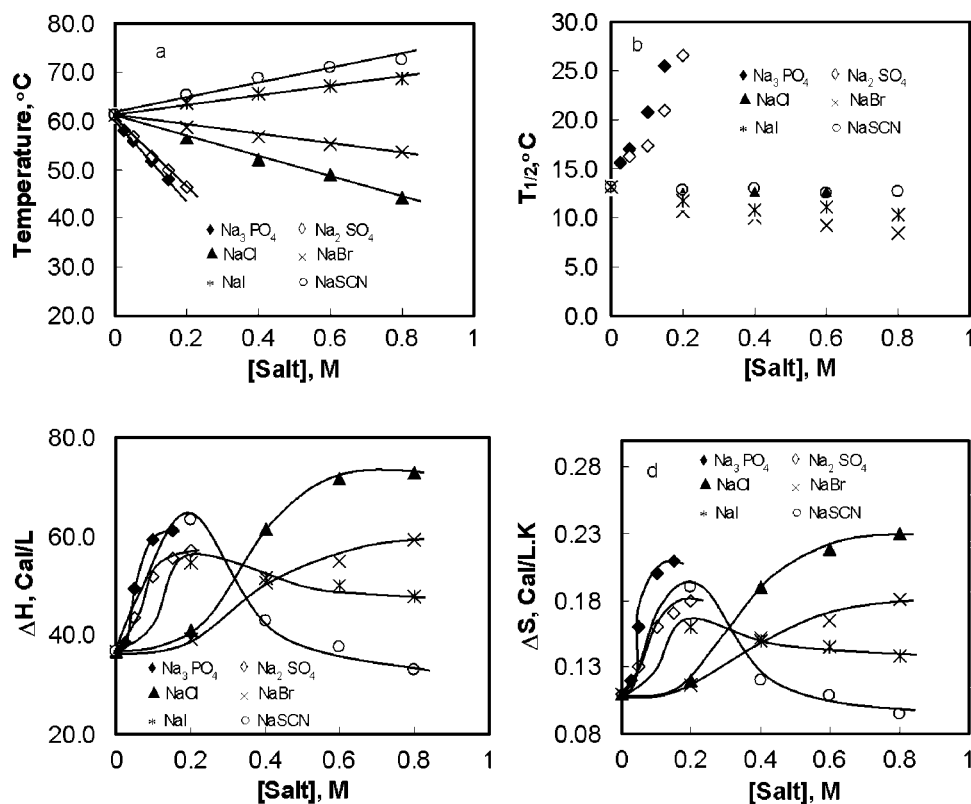 80.0
70.0
60.0
50.0
40.0
30.0
20.0
Temperature,°C
a
Na3 PO4
Na2 SO4
NaCl
NaBr
NaI
NaSCN
0 0.2 0.4 0.6 0.8 1
[Salt], M
30.0
25.0
20.0
15.0
10.0
5.0
0.0
T1/2,°C
b
Na3 PO4
Na2 SO4
NaCl
NaBr
NaI
NaSCN
0 0.2 0.4 0.6 0.8 1
[Salt], M
80.0
60.0
40.0
20.0
ΔH, Cal/L
Na3 PO4
Na2 SO4
NaCl
NaBr
NaI
NaSCN
0 0.2 0.4 0.6 0.8 1
[Salt], M
0.28
0.23
0.18
0.13
0.08
ΔS, Cal/L.K
d
Na3 PO4
Na2 SO4
NaCl
NaBr
NaI
NaSCN
0 0.2 0.4 0.6 0.8 1
[Salt], M